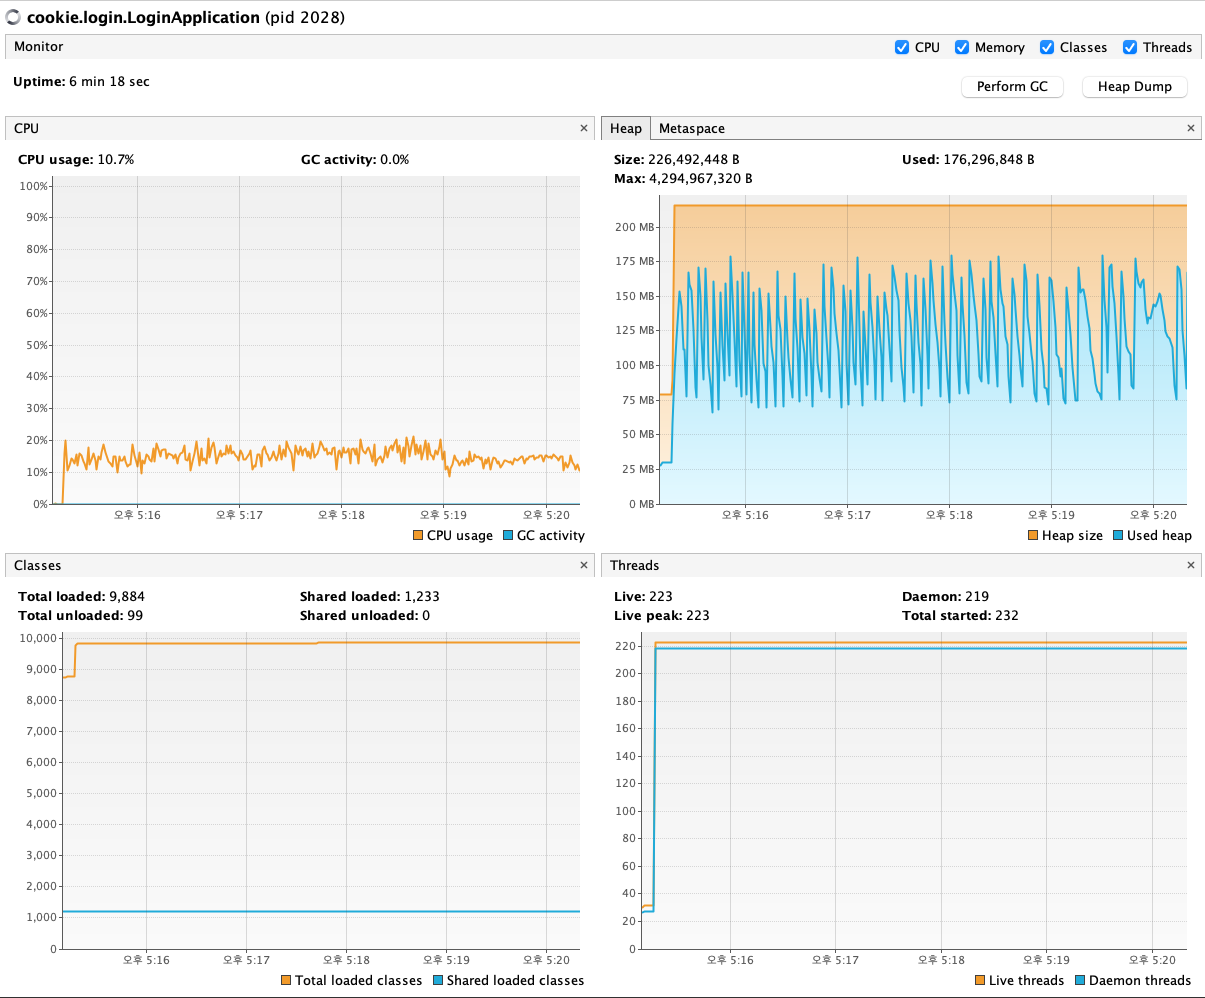 cookie.login.LoginApplication (pid 2028)
Monitor
CPU Memory Classes Threads
Uptime: 6 min 18 sec
Perform GC Heap Dump
CPU ×
CPU usage: 10.7% GC activity: 0.0%
100%
90%
80%
70%
60%
50%
40%
30%
20%
10%
0%
오후 5:16 오후 5:17 오후 5:18 오후 5:19 오후 5:20
CPU usage GC activity
Heap Metaspace ×
Size: 226,492,448 B Used: 176,296,848 B
Max: 4,294,967,320 B
200 MB
175 MB
150 MB
125 MB
100 MB
75 MB
50 MB
25 MB
0 MB
오후 5:16 오후 5:17 오후 5:18 오후 5:19 오후 5:20
Heap size Used heap
Classes ×
Total loaded: 9,884 Shared loaded: 1,233
Total unloaded: 99 Shared unloaded: 0
10,000
9,000
8,000
7,000
6,000
5,000
4,000
3,000
2,000
1,000
0
오후 5:16 오후 5:17 오후 5:18 오후 5:19 오후 5:20
Total loaded classes Shared loaded classes
Threads ×
Live: 223 Daemon: 219
Live peak: 223 Total started: 232
220
200
180
160
140
120
100
80
60
40
20
0
오후 5:16 오후 5:17 오후 5:18 오후 5:19 오후 5:20
Live threads Daemon threads